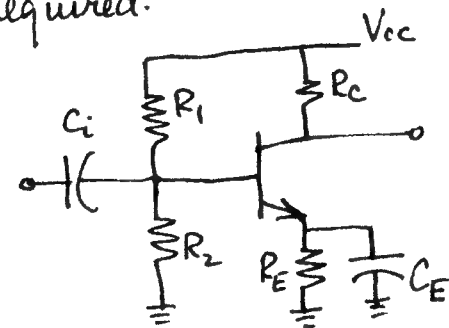 required.
Vcc
R1
RC
Ci
R2
RE
CE